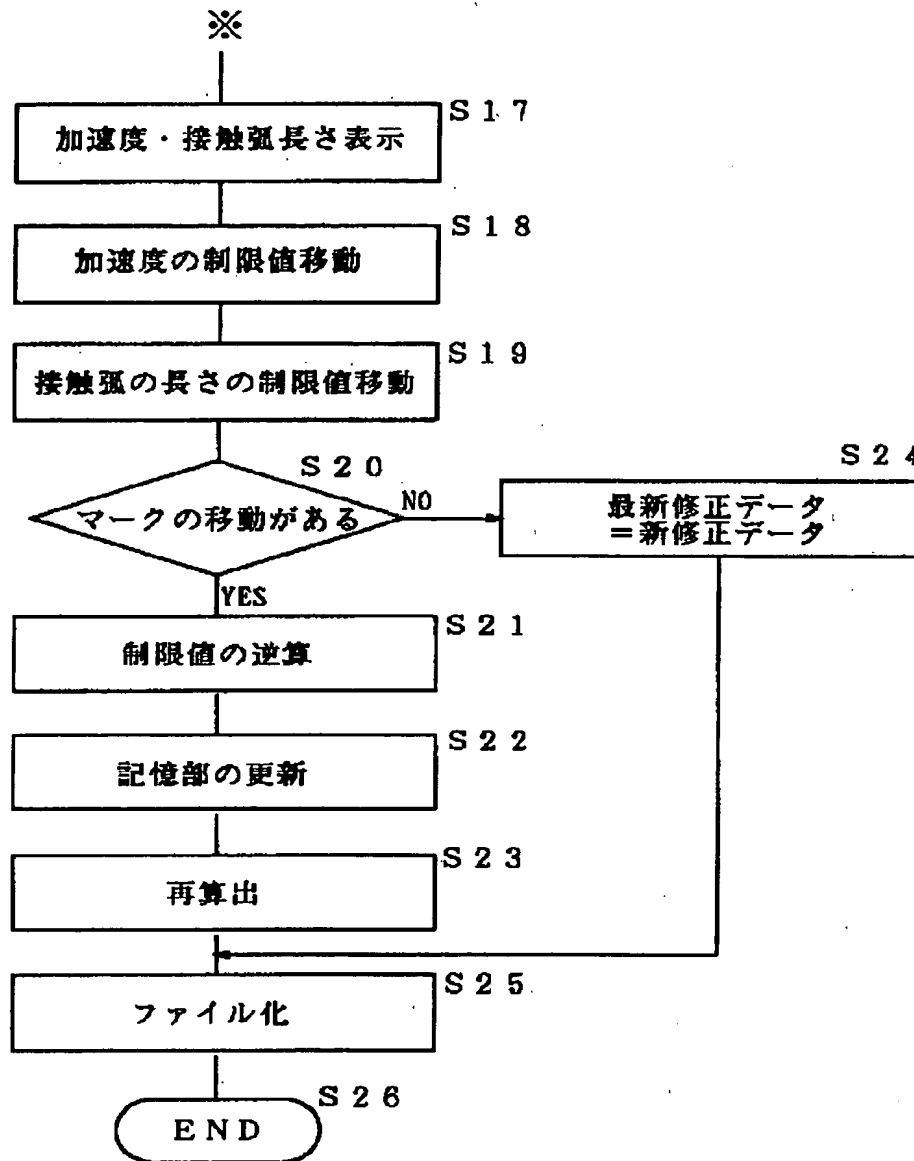 ※
S17
加速度・接触弧長さ表示
S18
加速度の制限値移動
S19
接触弧の長さの制限値移動
S20
マークの移動がある
NO
S24
最新修正データ
＝新修正データ
YES
S21
制限値の逆算
S22
記憶部の更新
S23
再算出
S25
ファイル化
S26
END